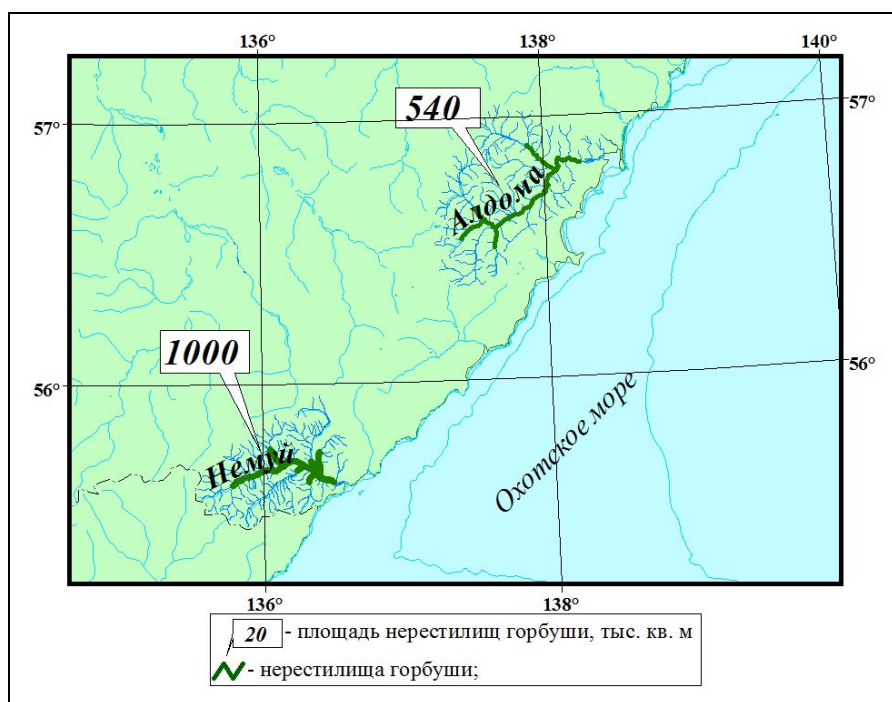 136° 138° 140°
57° 57°
540
Алдома
1000
56° 56°
Немуй
Охотское море
136° 138°
20 - площадь нерестилищ горбуши, тыс. кв. м
- нерестилища горбуши;